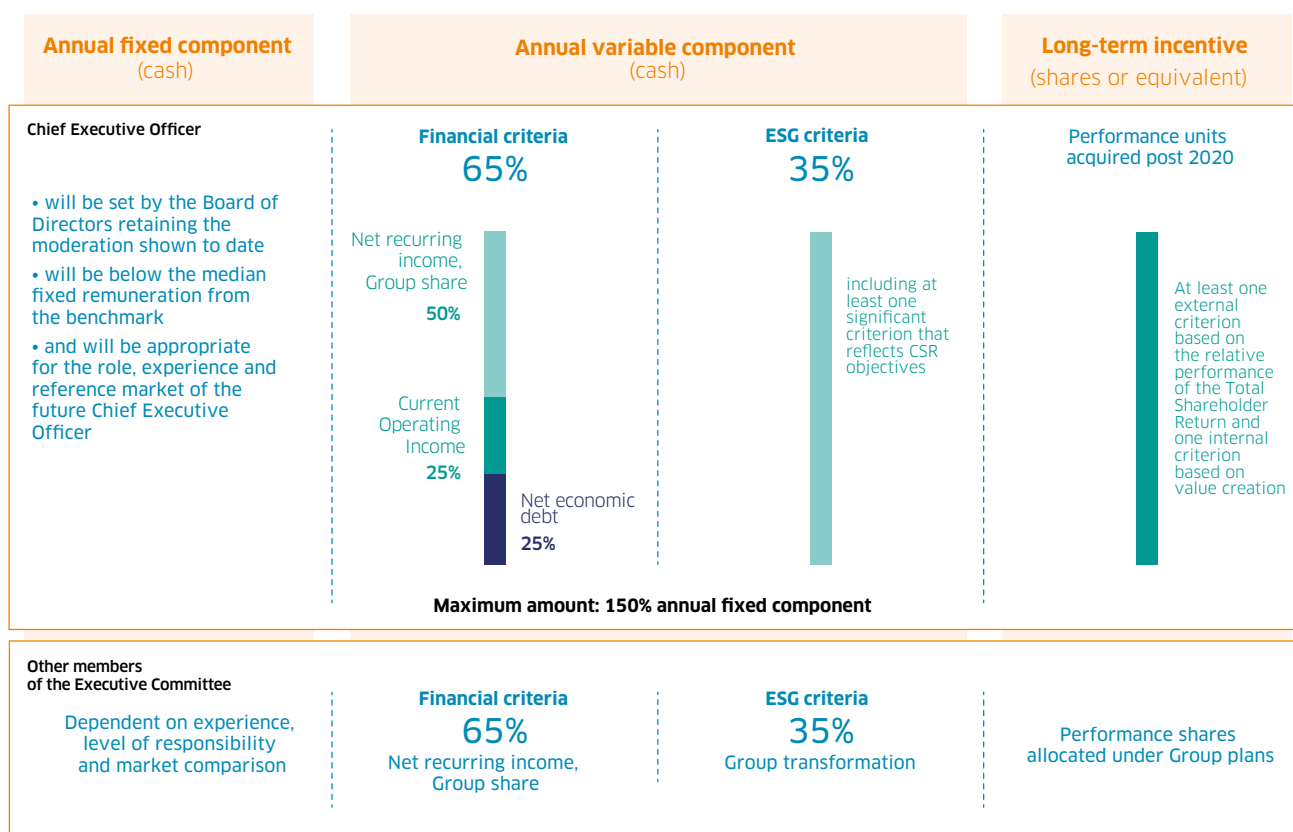 Annual fixed component
(cash)
Annual variable component
(cash)
Long-term incentive
(shares or equivalent)
Chief Executive Officer
• will be set by the Board of
Directors retaining the
moderation shown to date
• will be below the median
fixed remuneration from
the benchmark
• and will be appropriate
for the role, experience and
reference market of the
future Chief Executive
Officer
Financial criteria
65%
Net recurring
income,
Group share
50%
Current
Operating
Income
25%
Net economic
debt
25%
ESG criteria
35%
including at
least one
significant
criterion that
reflects CSR
objectives
Maximum amount: 150% annual fixed component
Performance units
acquired post 2020
At least one
external
criterion
based on
the relative
performance
of the Total
Shareholder
Return and
one internal
criterion
based on
value creation
Other members
of the Executive Committee
Dependent on experience,
level of responsibility
and market comparison
Financial criteria
65%
Net recurring income,
Group share
ESG criteria
35%
Group transformation
Performance shares
allocated under Group plans